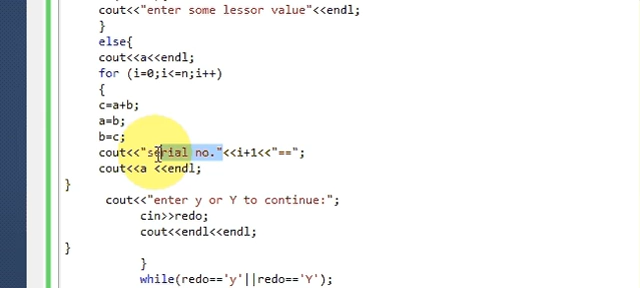 cout<<"enter some lessor value"<<endl;
}
else{
cout<<a<<endl;
for (i=0;i<=n;i++)
{
c=a+b;
a=b;
b=c;
cout<<"serial no."<<i+1<<"==";
cout<<a <<endl;
}
cout<<"enter y or Y to continue:";
cin>>redo;
cout<<endl<<endl;
}
}
while(redo=='y'||redo=='Y');